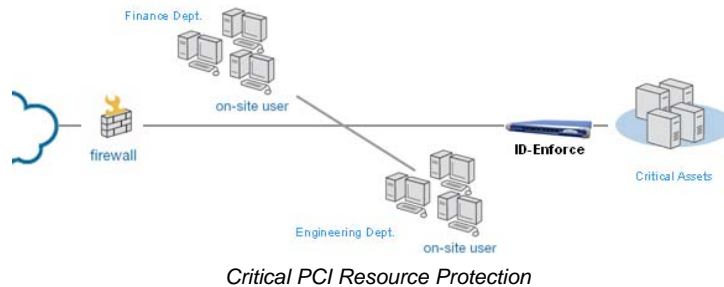 Finance Dept.
on-site user
firewall
ID-Enforce
Critical Assets
Engineering Dept.
on-site user
Critical PCI Resource Protection